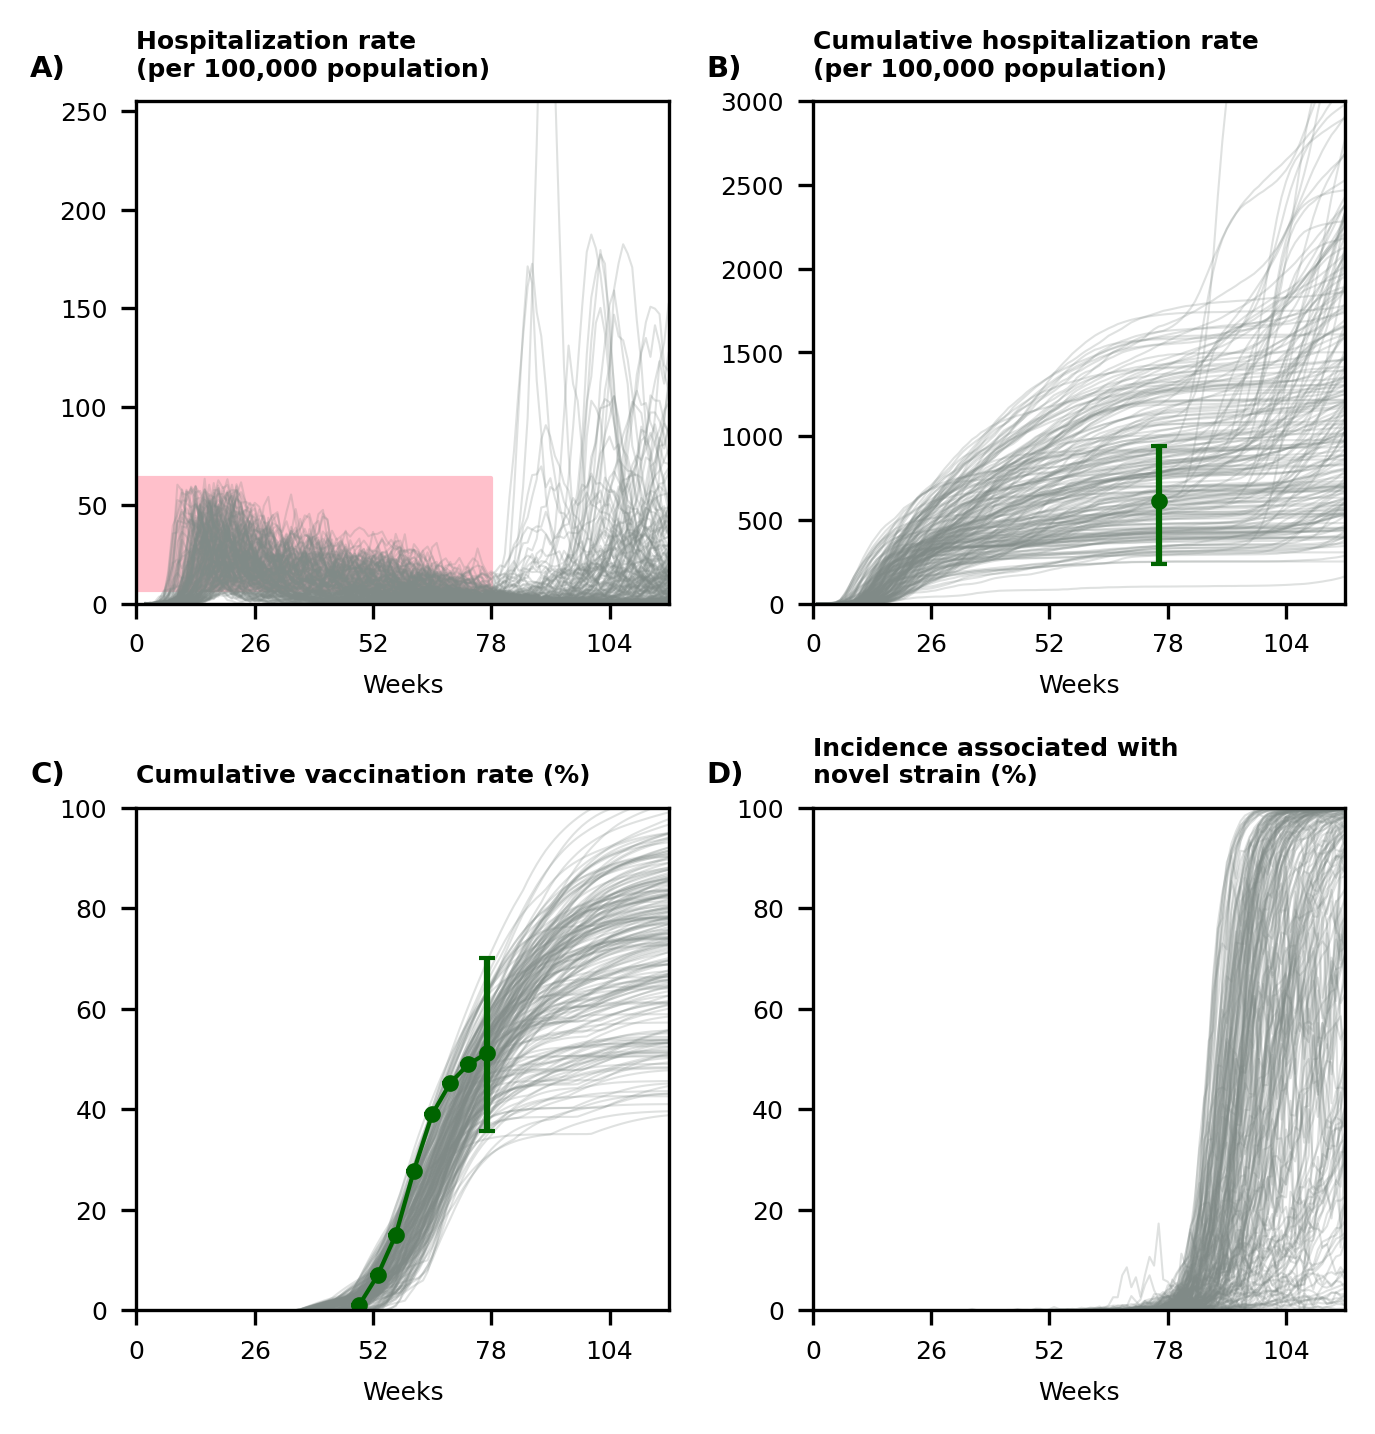 A)
Hospitalization rate
(per 100,000 population)
250
200
150
100
50
0
0 26 52 78 104
Weeks
B)
Cumulative hospitalization rate
(per 100,000 population)
3000
2500
2000
1500
1000
500
0
0 26 52 78 104
Weeks
C)
Cumulative vaccination rate (%)
100
80
60
40
20
0
0 26 52 78 104
Weeks
D)
Incidence associated with
novel strain (%)
100
80
60
40
20
0
0 26 52 78 104
Weeks